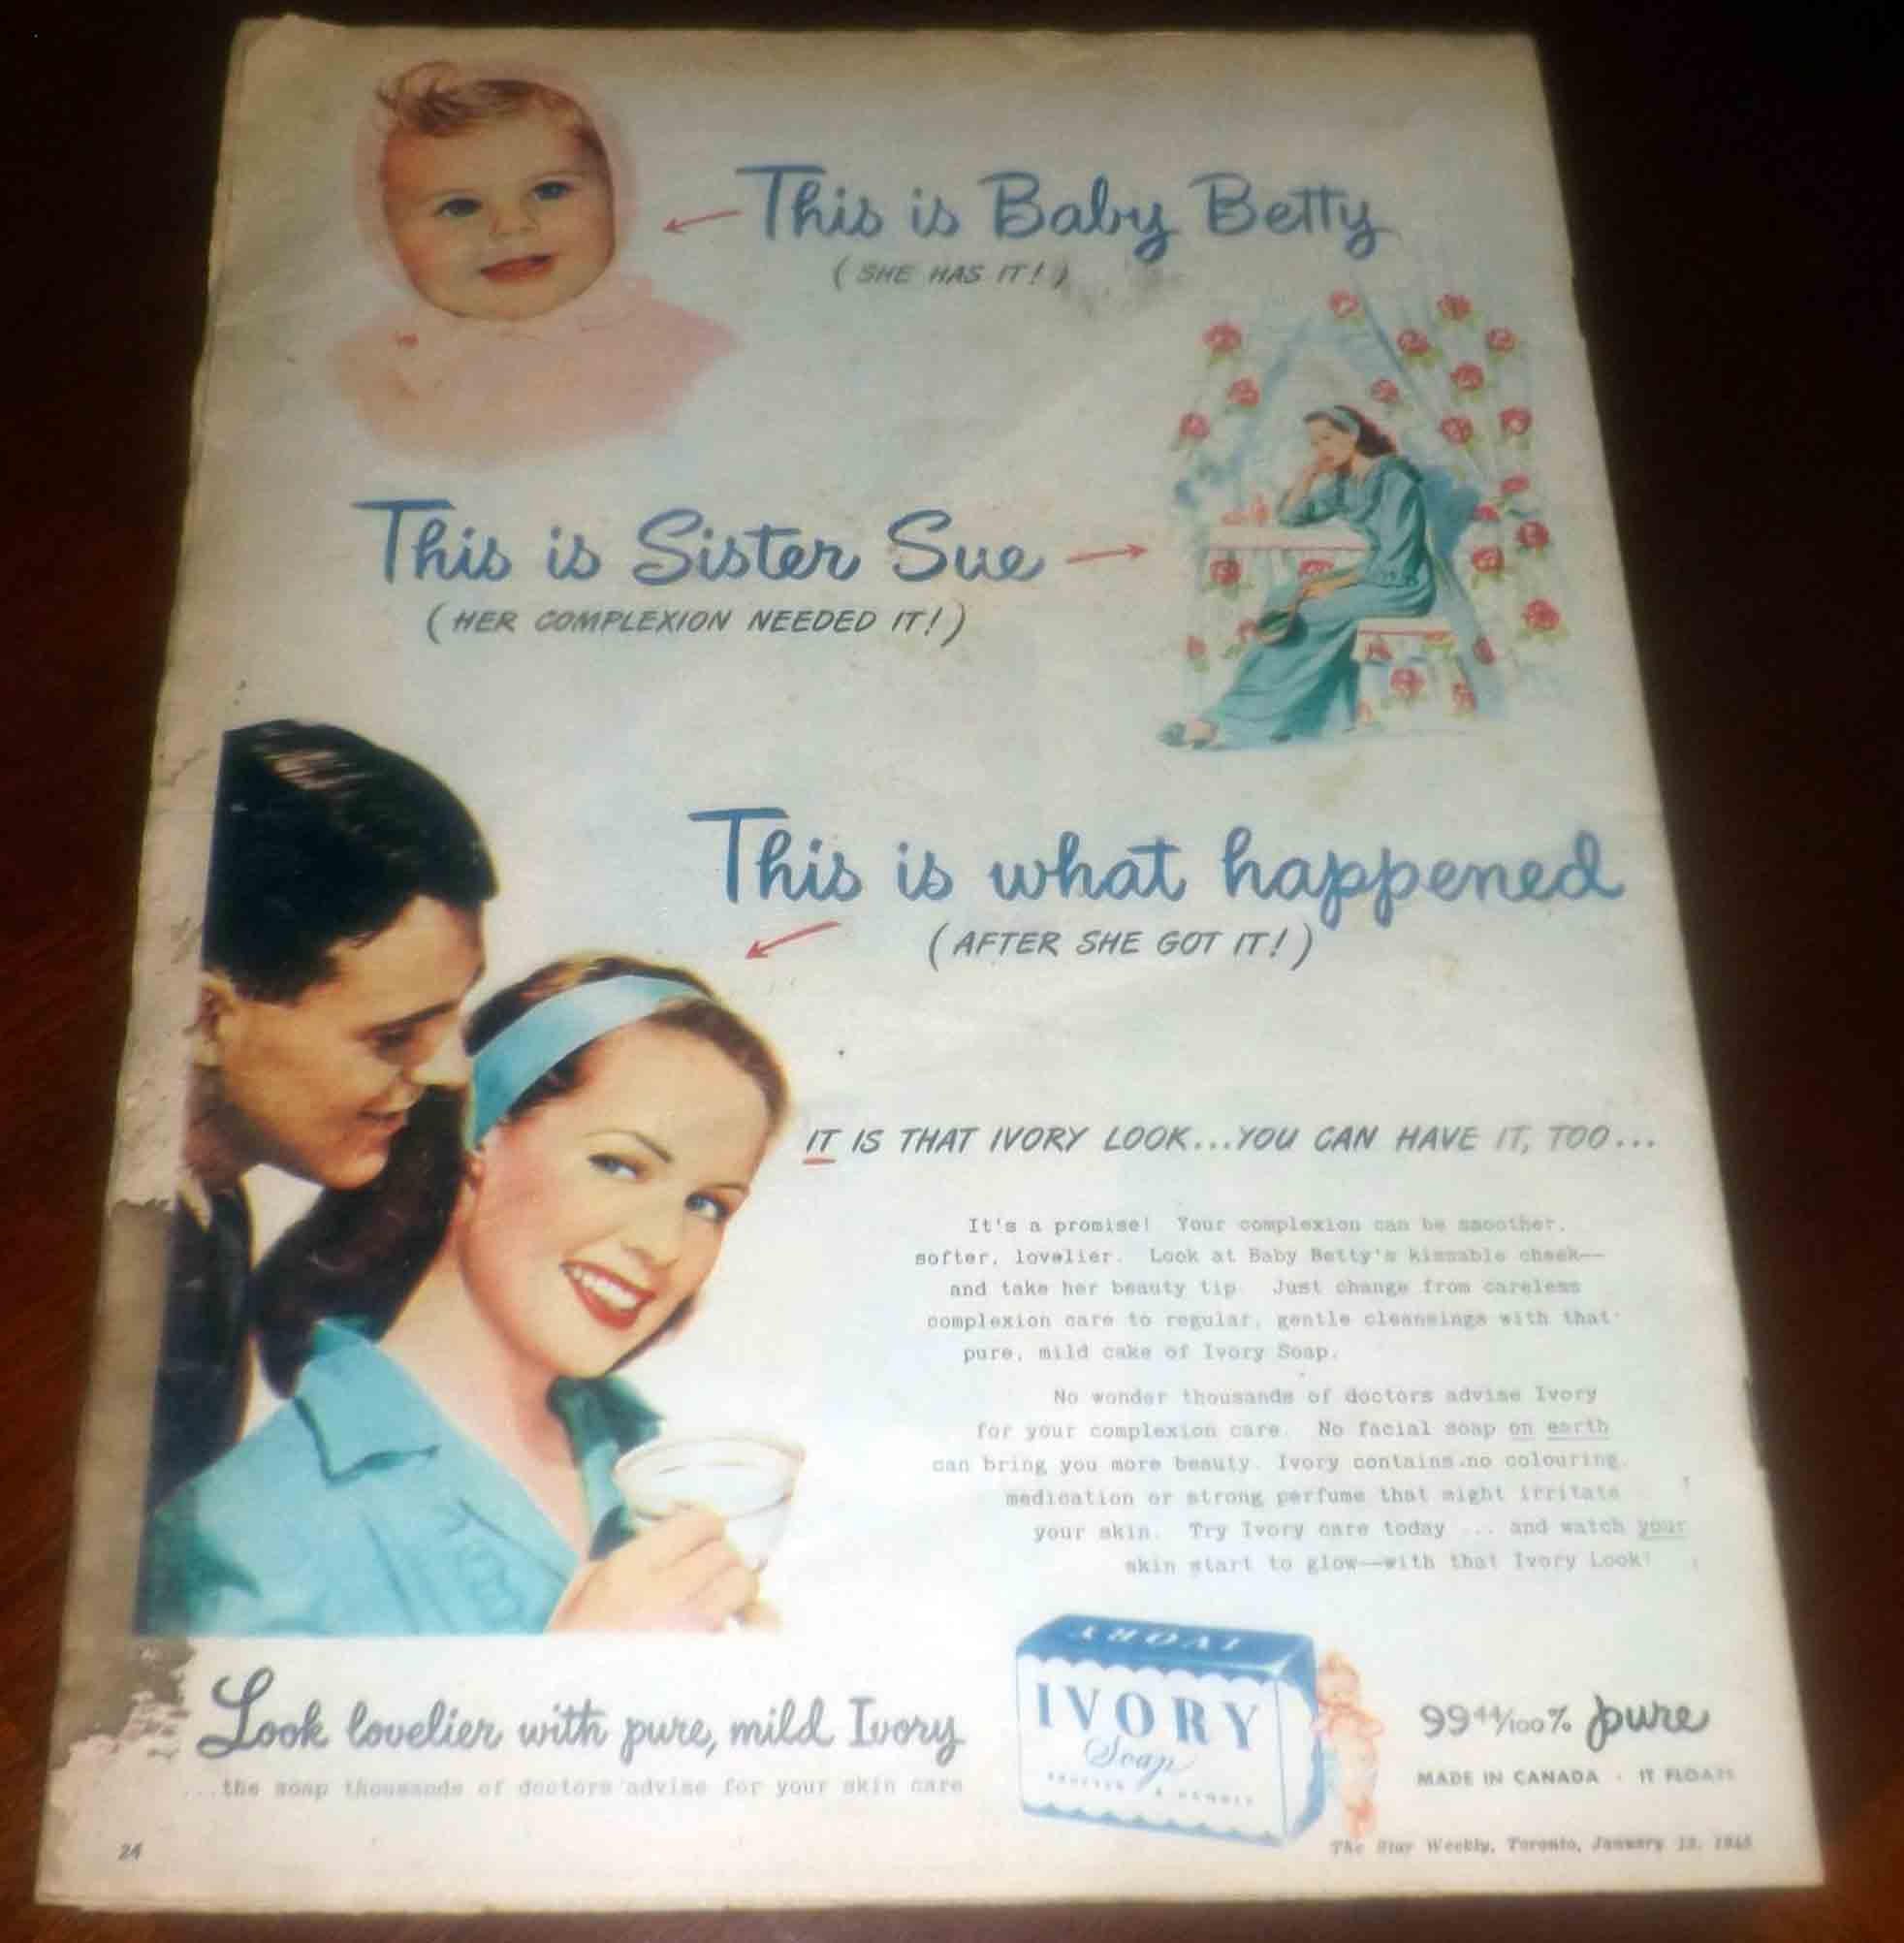 This is Baby Betty
( SHE HAS IT! )
This is Sister Sue
( HER COMPLEXION NEEDED IT! )
This is what happened
( AFTER SHE GOT IT! )
IT IS THAT IVORY LOOK...YOU CAN HAVE IT, TOO...
It's a promise! Your complexion can be smoother,
softer, lovelier. Look at Baby Betty's kissable cheek—
and take her beauty tip. Just change from careless
complexion care to regular, gentle cleansings with that
pure, mild cake of Ivory Soap.
No wonder thousands of doctors advise Ivory
for your complexion care. No facial soap on earth
can bring you more beauty. Ivory contains no colouring,
medication or strong perfume that might irritate
your skin. Try Ivory care today ... and watch your
skin start to glow—with that Ivory Look!
Look lovelier with pure, mild Ivory
...the soap thousands of doctors advise for your skin care
IVORY
IVORY
Soap
PROCTER & GAMBLE
99 44/100% pure
MADE IN CANADA · IT FLOATS
24
The Star Weekly, Toronto, January